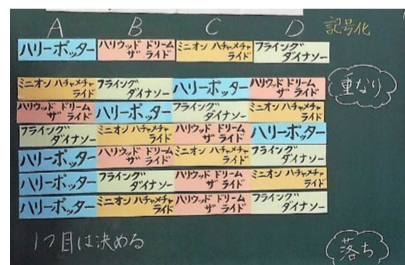 A B C D 記号化
ハリーポッター ハリウッド ドリーム ザ ライド ミニオン ハチャメチャ ライド フライング ダイナソー
ミニオン ハチャメチャ ライド フライング ダイナソー ハリーポッター ハリウッド ドリーム ザ ライド 重なり
ハリウッド ドリーム ザ ライド ハリーポッター フライング ダイナソー ミニオン ハチャメチャ ライド
フライング ダイナソー ミニオン ハチャメチャ ライド ハリウッド ドリーム ザ ライド ハリーポッター
ハリーポッター ハリウッド ドリーム ザ ライド ミニオン ハチャメチャ ライド フライング ダイナソー
ハリーポッター フライング ダイナソー ハリウッド ドリーム ザ ライド ミニオン ハチャメチャ ライド
ハリーポッター ミニオン ハチャメチャ ライド ハリウッド ドリーム ザ ライド フライング ダイナソー
1つ目は決める
落ち